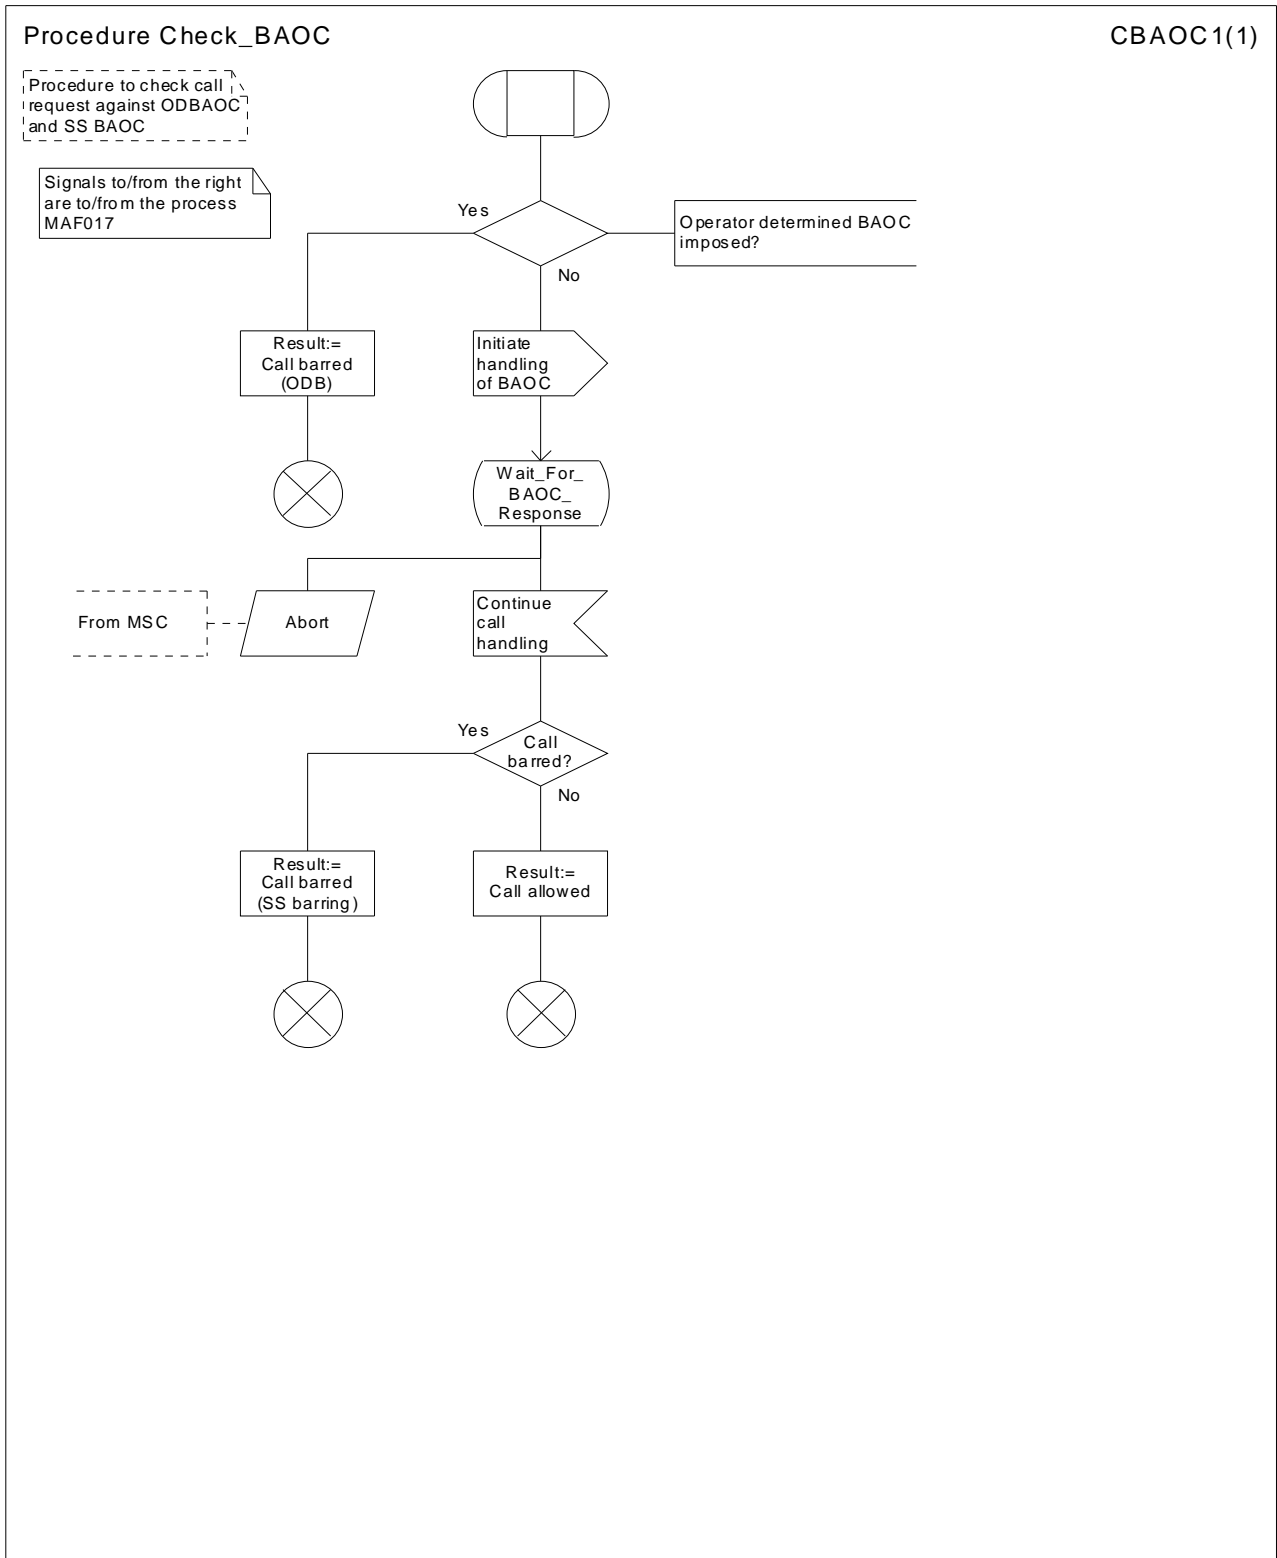 Procedure Check_BAOC
CBAOC1(1)
Procedure to check call
request against ODBAOC
and SS BAOC
Signals to/from the right
are to/from the process
MAF017
Yes
Operator determined BAOC
imposed?
No
Result:=
Call barred
(ODB)
Initiate
handling
of BAOC
Wait_For_
BAOC_
Response
From MSC
Abort
Continue
call
handling
Yes
Call
barred?
No
Result:=
Call barred
(SS barring)
Result:=
Call allowed